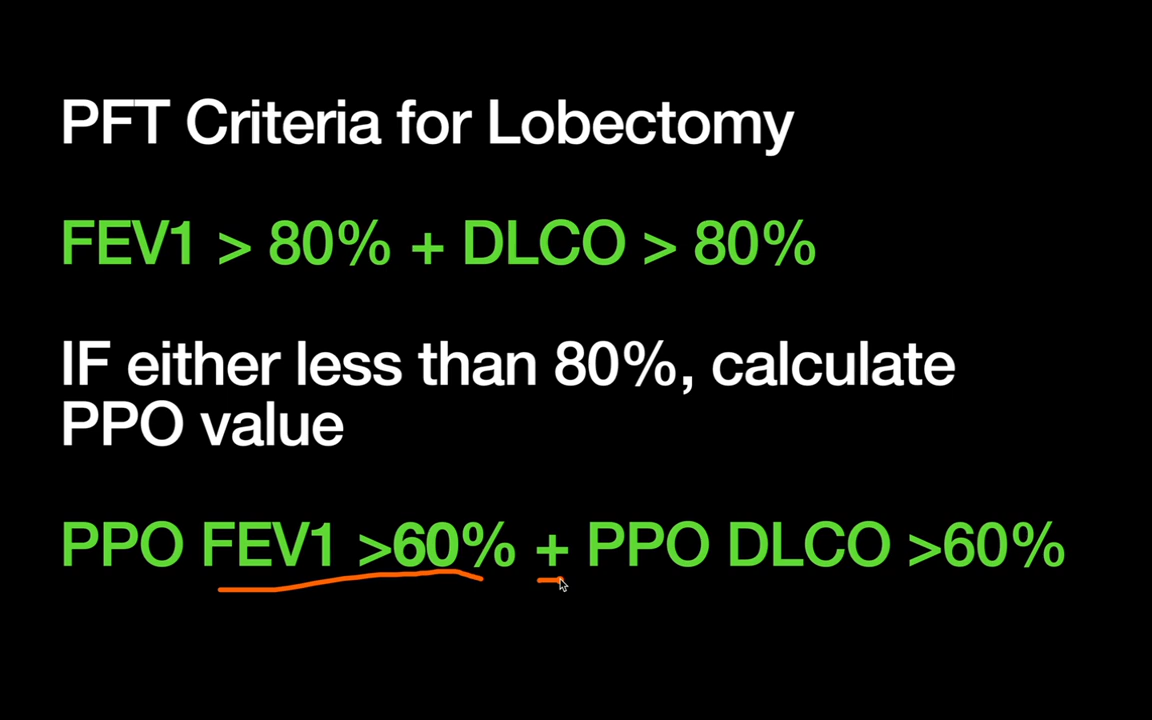 PFT Criteria for Lobectomy
FEV1 > 80% + DLCO > 80%
IF either less than 80%, calculate
PPO value
PPO FEV1 >60% + PPO DLCO >60%